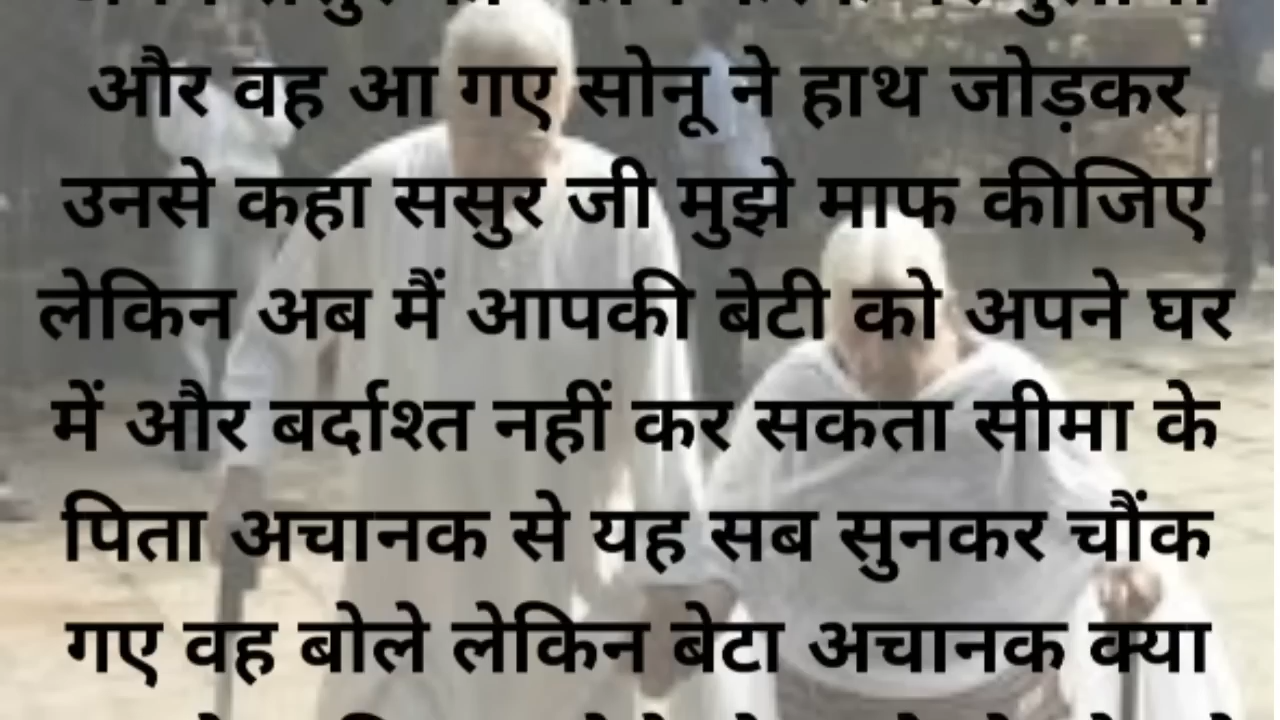 और वह आ गए सोनू ने हाथ जोड़कर
उनसे कहा ससुर जी मुझे माफ कीजिए
लेकिन अब मैं आपकी बेटी को अपने घर
में और बर्दाश्त नहीं कर सकता सीमा के
पिता अचानक से यह सब सुनकर चौंक
गए वह बोले लेकिन बेटा अचानक क्या